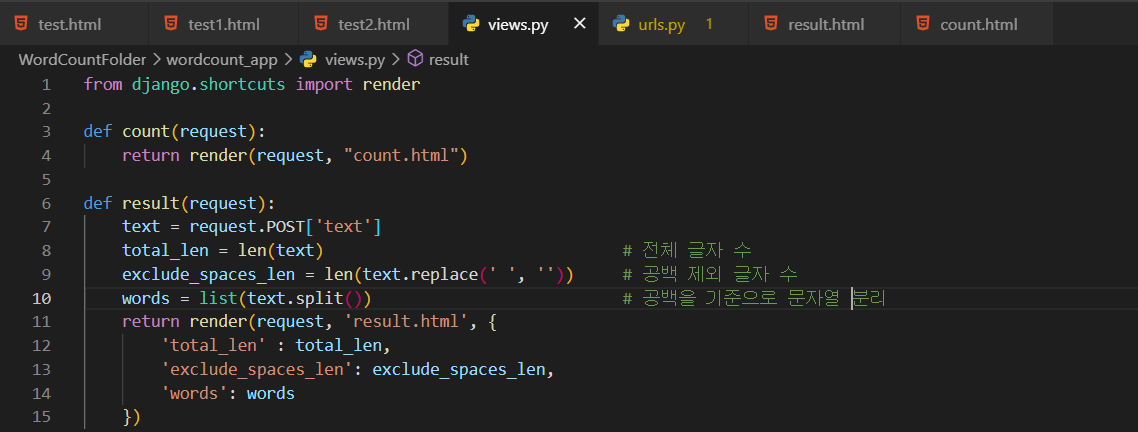 test.html test1.html test2.html views.py urls.py 1 result.html count.html
WordCountFolder > wordcount_app > views.py > result
1 from django.shortcuts import render
2
3 def count(request):
4     return render(request, "count.html")
5
6 def result(request):
7     text = request.POST['text']
8     total_len = len(text)                               # 전체 글자 수
9     exclude_spaces_len = len(text.replace(' ', ''))     # 공백 제외 글자 수
10     words = list(text.split())                          # 공백을 기준으로 문자열 분리
11     return render(request, 'result.html', {
12         'total_len' : total_len,
13         'exclude_spaces_len': exclude_spaces_len,
14         'words': words
15     })